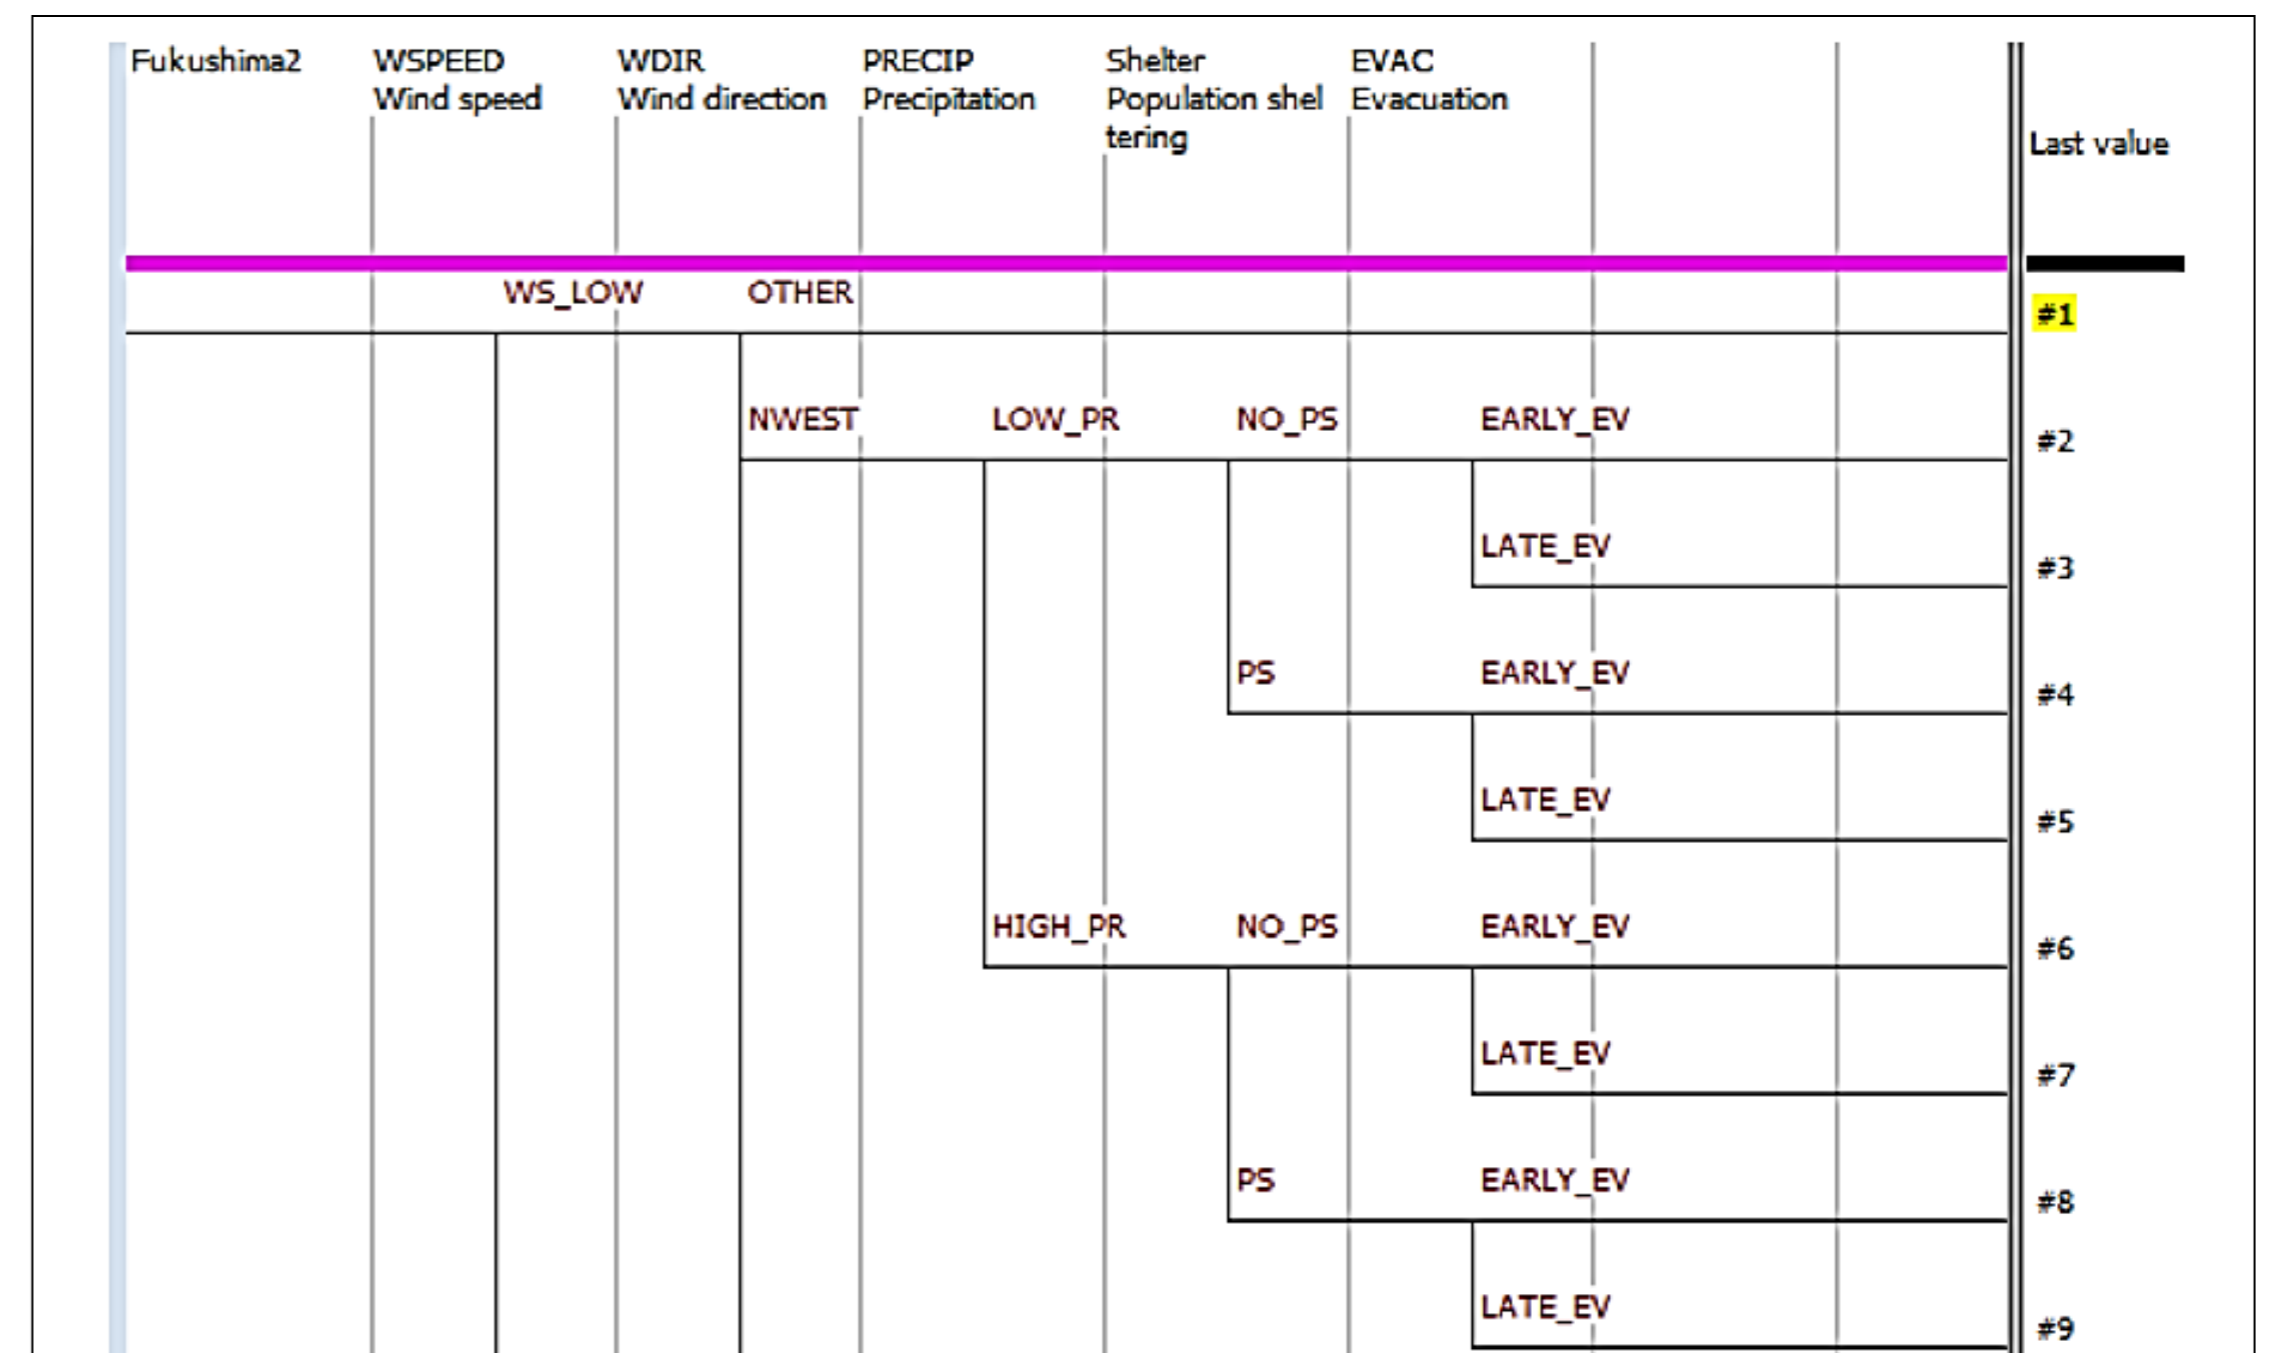 Fukushima2
WSPEED
Wind speed
WDIR
Wind direction
PRECIP
Precipitation
Shelter
Population shel
tering
EVAC
Evacuation
Last value
WS_LOW OTHER #1
NWEST LOW_PR NO_PS EARLY_EV #2
LATE_EV #3
PS EARLY_EV #4
LATE_EV #5
HIGH_PR NO_PS EARLY_EV #6
LATE_EV #7
PS EARLY_EV #8
LATE_EV #9